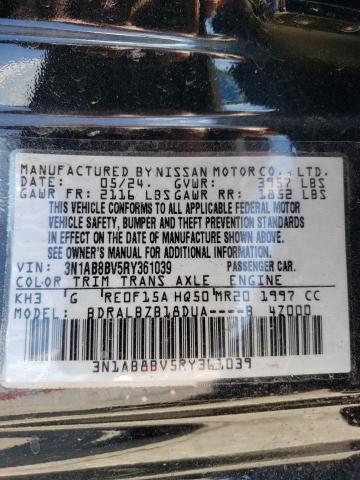 MANUFACTURED BY NISSAN MOTOR CO., LTD.
DATE: 05/24. GVWR: 3957 LBS
GAWR FR: 2116 LBS GAWR RR: 1852 LBS
THIS VEHICLE CONFORMS TO ALL APPLICABLE FEDERAL MOTOR
VEHICLE SAFETY, BUMPER AND THEFT PREVENTION STANDARDS
IN EFFECT ON THE DATE OF MANUFACTURE SHOWN ABOVE.
SEE OWNER'S MANUAL FOR ADDITIONAL INFORMATION.
VIN: 3N1AB8BV5RY361039 PASSENGER CAR.
COLOR TRIM TRANS AXLE ENGINE
KH3 G RE0F15A HQ50 MR20 1997 CC
MODEL: BDRALBZB18DUA----B 47000
3N1AB8BV5RY361039